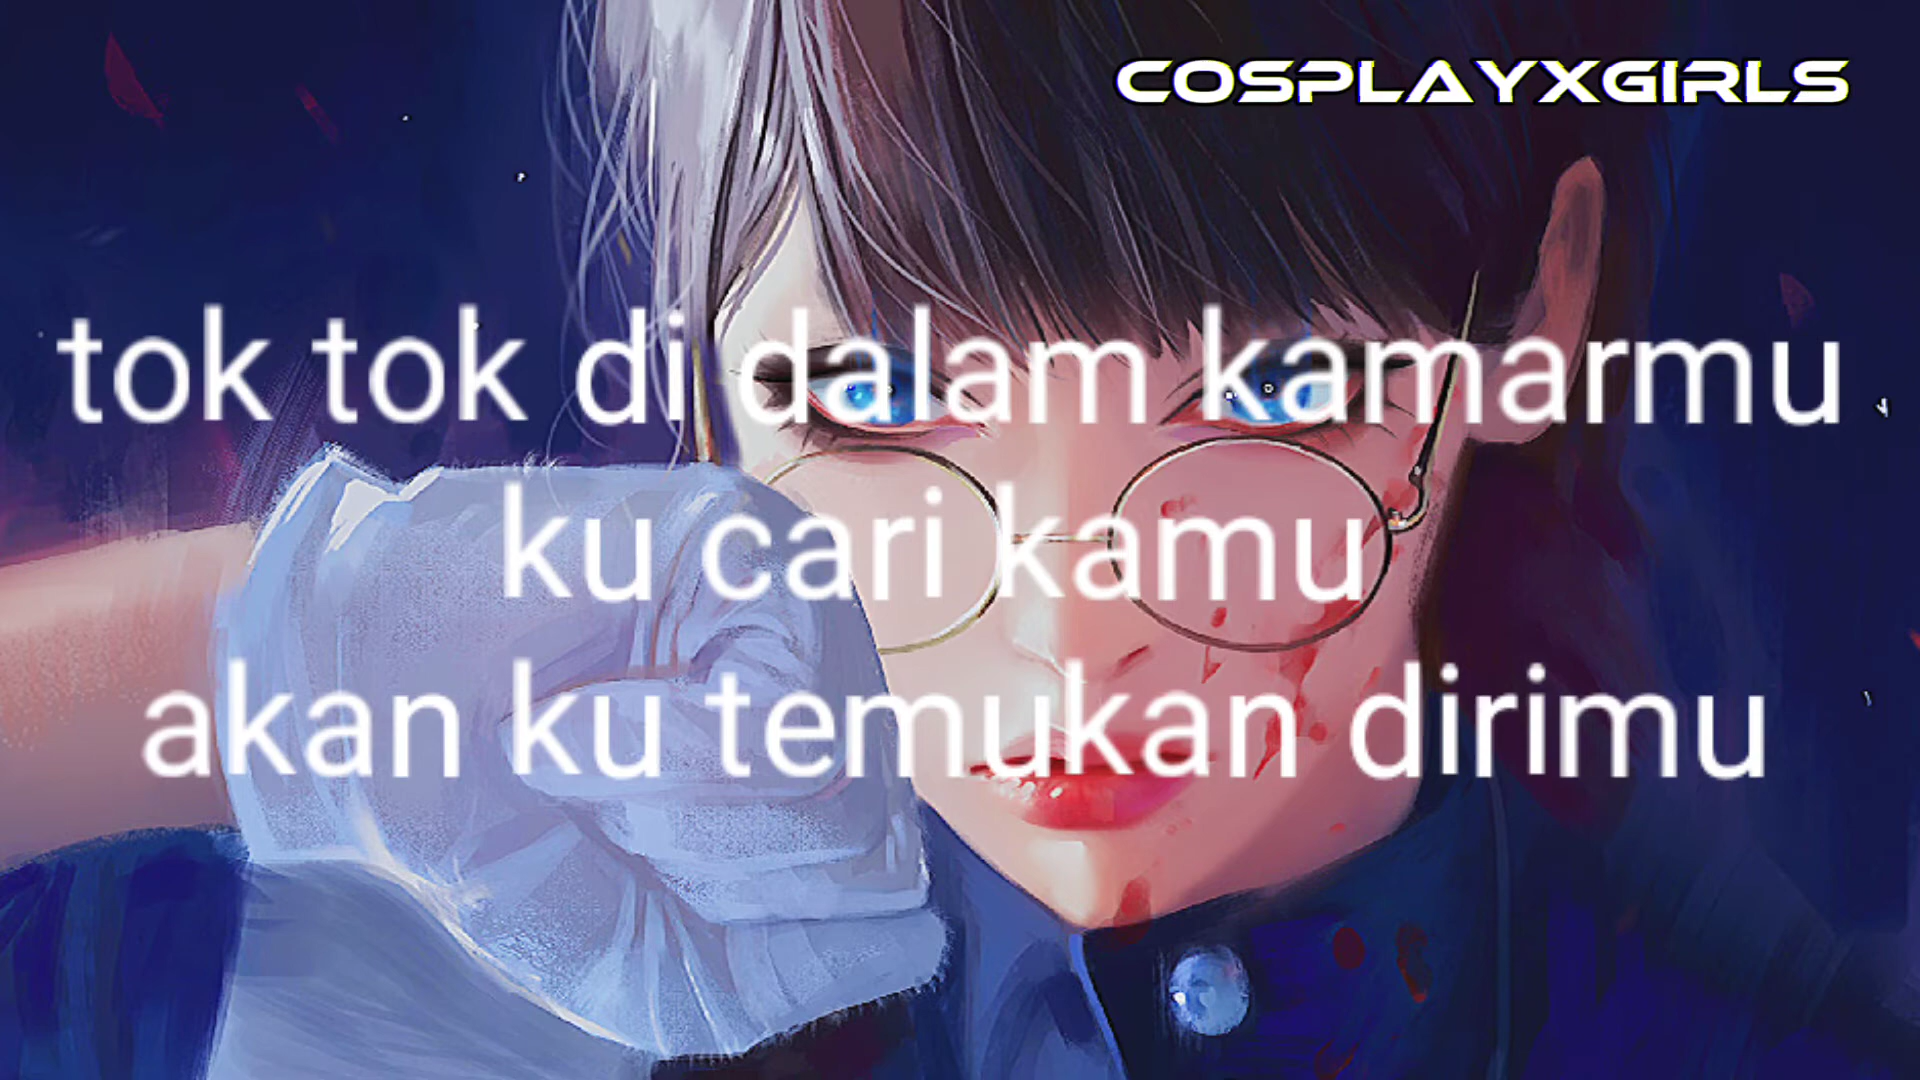 COSPLAYXGIRLS
tok tok di dalam kamarmu
ku cari kamu
akan ku temukan dirimu